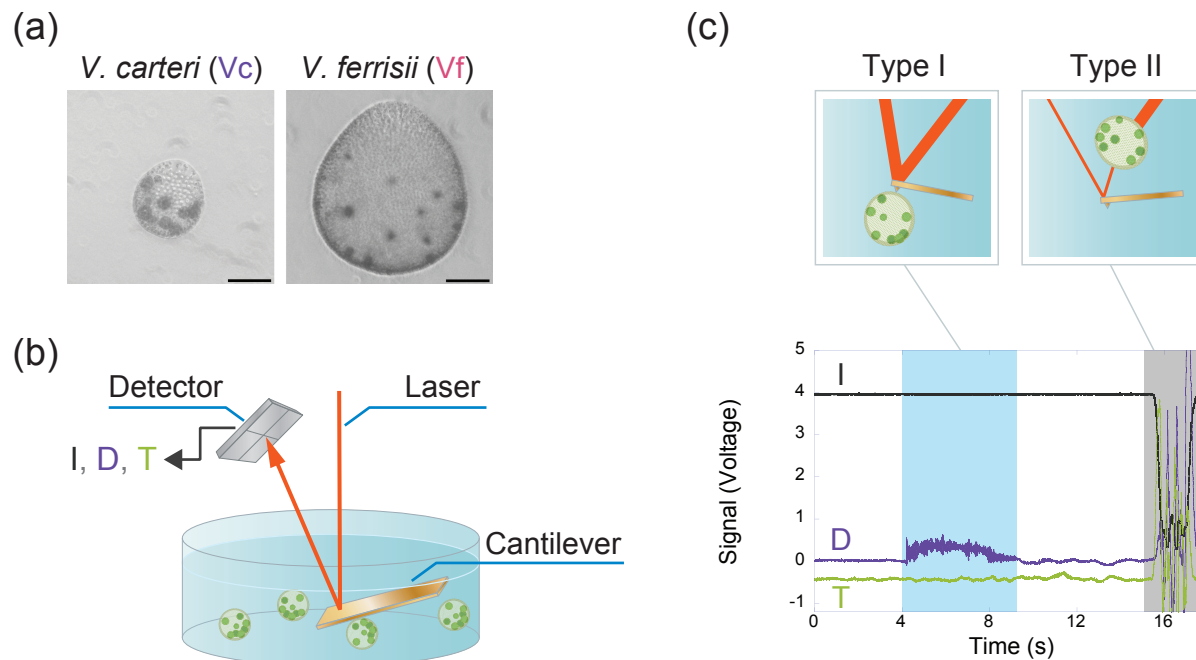 (a)
V. carteri (Vc)
V. ferrisii (Vf)
(b)
Detector
Laser
I, D, T
Cantilever
(c)
Type I
Type II
Signal (Voltage)
5
4
3
2
1
0
-1
I
D
T
0
4
8
12
16
Time (s)